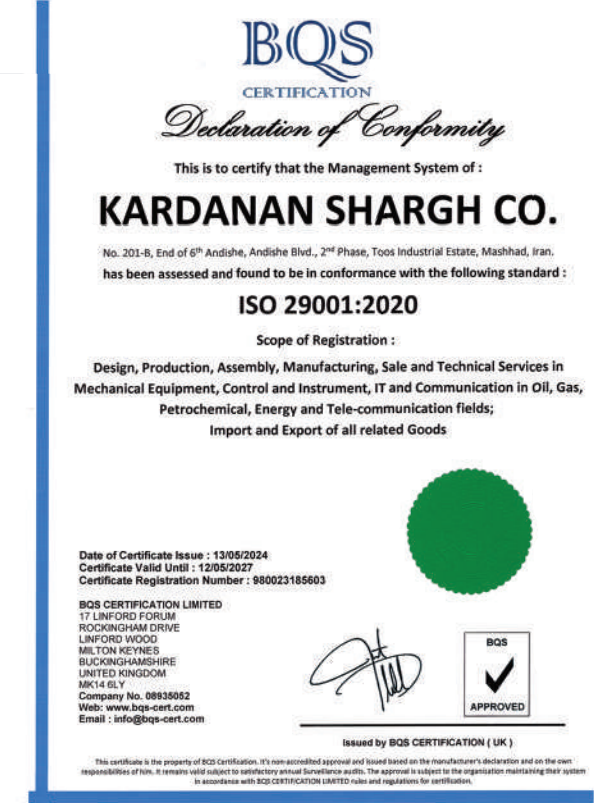 BQS
CERTIFICATION
Declaration of Conformity
This is to certify that the Management System of :
KARDANAN SHARGH CO.
No. 201-B, End of 6th Andishe, Andishe Blvd., 2nd Phase, Toos Industrial Estate, Mashhad, Iran.
has been assessed and found to be in conformance with the following standard :
ISO 29001:2020
Scope of Registration :
Design, Production, Assembly, Manufacturing, Sale and Technical Services in
Mechanical Equipment, Control and Instrument, IT and Communication in Oil, Gas,
Petrochemical, Energy and Tele-communication fields;
Import and Export of all related Goods
Date of Certificate Issue : 13/05/2024
Certificate Valid Until : 12/05/2027
Certificate Registration Number : 980023185603
BQS CERTIFICATION LIMITED
17 LINFORD FORUM
ROCKINGHAM DRIVE
LINFORD WOOD
MILTON KEYNES
BUCKINGHAMSHIRE
UNITED KINGDOM
MK14 6LY
Company No. 08935052
Web: www.bqs-cert.com
Email : info@bqs-cert.com
BQS
APPROVED
Issued by BQS CERTIFICATION ( UK )
This certificate is the property of BQS Certification. It's non-accredited approval and issued based on the manufacturer's declaration and on the own
responsibilities of him. It remains valid subject to satisfactory annual Surveillance audits. The approval is subject to the organisation maintaining their system
in accordance with BQS CERTIFICATION LIMITED rules and regulations for certification.